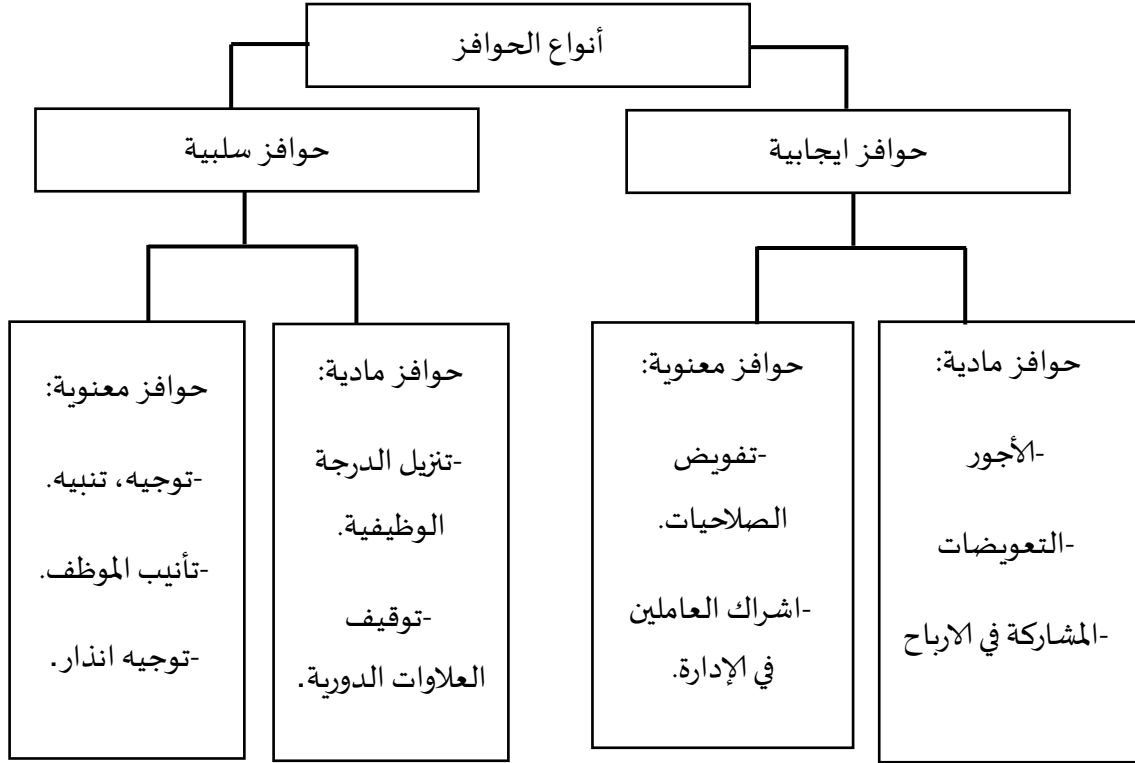 أنواع الحوافز
حوافز ايجابية
حوافز سلبية
حوافز مادية:
-الأجور
-التعويضات
-المشاركة في الارباح
حوافز معنوية:
-تفويض
الصلاحيات.
-اشراك العاملين
في الإدارة.
حوافز مادية:
-تنزيل الدرجة
الوظيفية.
-توقيف
العلاوات الدورية.
حوافز معنوية:
-توجيه، تنبيه.
-تأنيب الموظف.
-توجيه انذار.